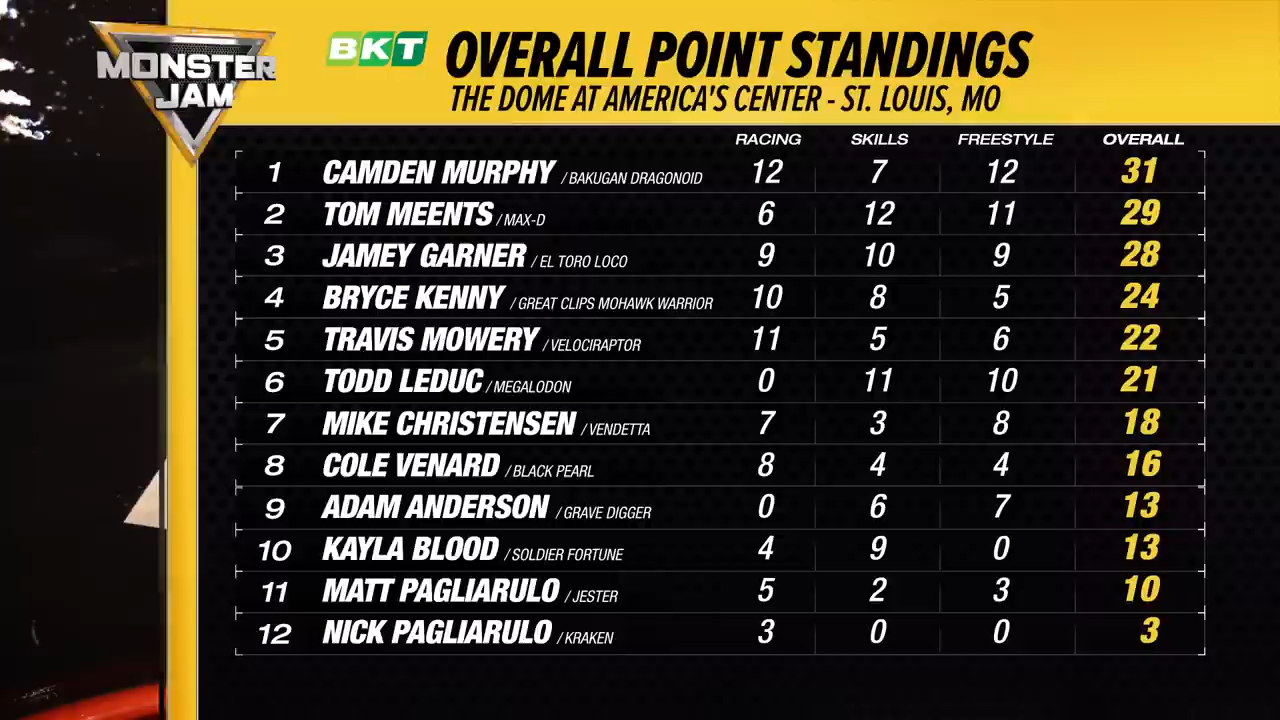 MONSTER JAM
BKT OVERALL POINT STANDINGS
THE DOME AT AMERICA'S CENTER - ST. LOUIS, MO
RACING SKILLS FREESTYLE OVERALL
1 CAMDEN MURPHY / BAKUGAN DRAGONOID 12 7 12 31
2 TOM MEENTS / MAX-D 6 12 11 29
3 JAMEY GARNER / EL TORO LOCO 9 10 9 28
4 BRYCE KENNY / GREAT CLIPS MOHAWK WARRIOR 10 8 5 24
5 TRAVIS MOWERY / VELOCIRAPTOR 11 5 6 22
6 TODD LEDUC / MEGALODON 0 11 10 21
7 MIKE CHRISTENSEN / VENDETTA 7 3 8 18
8 COLE VENARD / BLACK PEARL 8 4 4 16
9 ADAM ANDERSON / GRAVE DIGGER 0 6 7 13
10 KAYLA BLOOD / SOLDIER FORTUNE 4 9 0 13
11 MATT PAGLIARULO / JESTER 5 2 3 10
12 NICK PAGLIARULO / KRAKEN 3 0 0 3